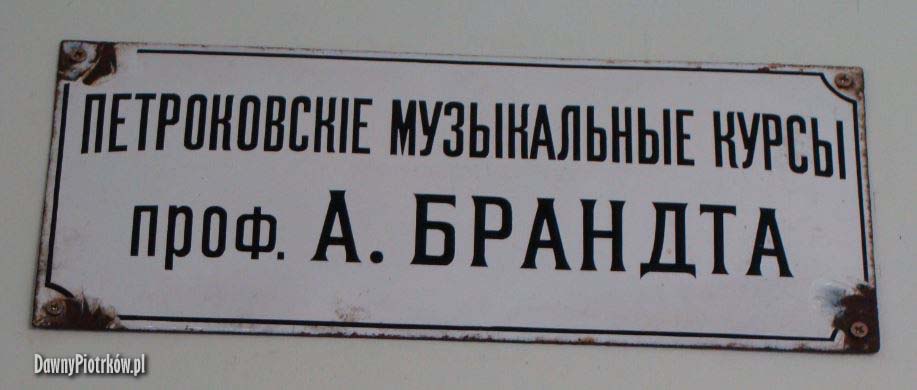 ПЕТРОКОВСКІЕ МУЗЫКАЛЬНЫЕ КУРСЫ
проф. А. БРАНДТА
DawnyPiotrków.pl